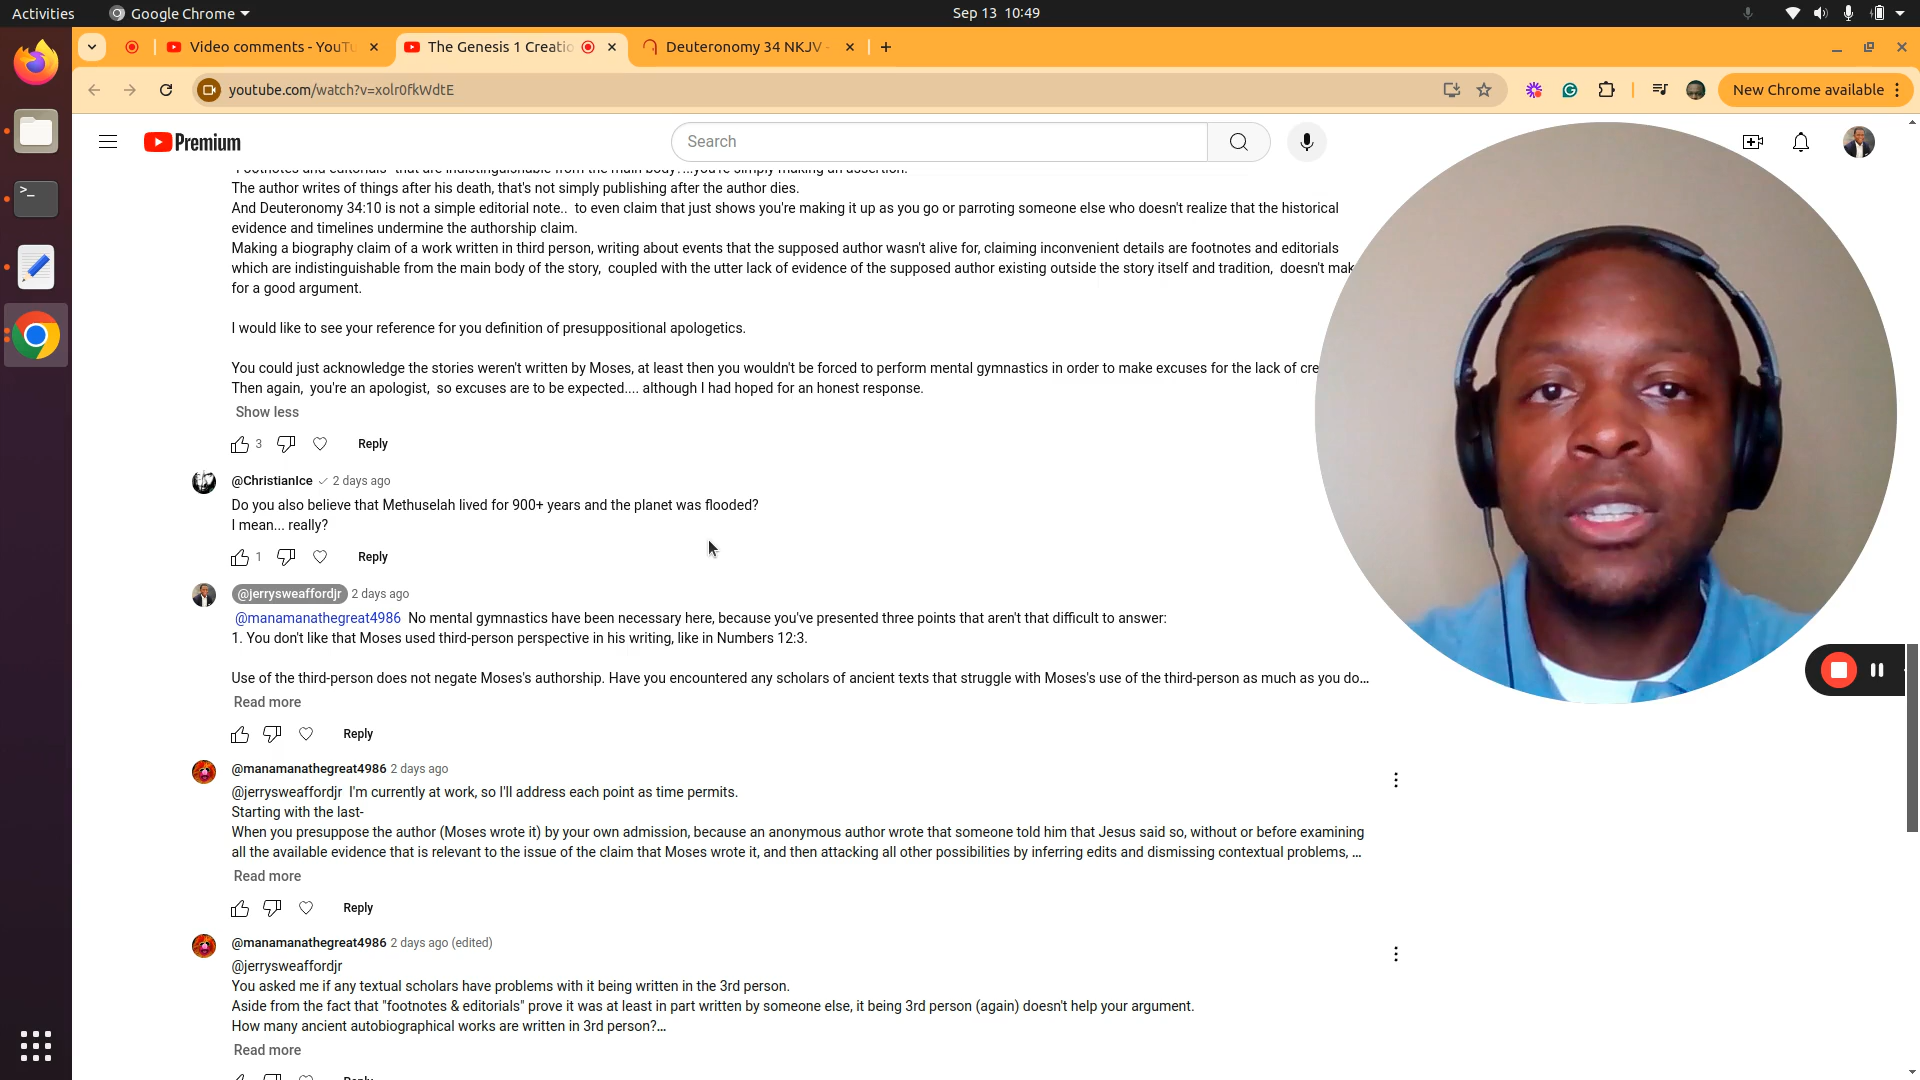 Activities
Google Chrome
Sep 13 10:49
Video comments - YouTu
The Genesis 1 Creatio
Deuteronomy 34 NKJV -
youtube.com/watch?v=xolr0fkWdtE
New Chrome available
Premium
Search
"Footnotes and editorials" that are indistinguishable from the main body?...you're simply making an assertion.
The author writes of things after his death, that's not simply publishing after the author dies.
And Deuteronomy 34:10 is not a simple editorial note.. to even claim that just shows you're making it up as you go or parroting someone else who doesn't realize that the historical
evidence and timelines undermine the authorship claim.
Making a biography claim of a work written in third person, writing about events that the supposed author wasn't alive for, claiming inconvenient details are footnotes and editorials
which are indistinguishable from the main body of the story, coupled with the utter lack of evidence of the supposed author existing outside the story itself and tradition, doesn't mak
for a good argument.
I would like to see your reference for you definition of presuppositional apologetics.
You could just acknowledge the stories weren't written by Moses, at least then you wouldn't be forced to perform mental gymnastics in order to make excuses for the lack of cre
Then again, you're an apologist, so excuses are to be expected.... although I had hoped for an honest response.
Show less
3
Reply
@ChristianIce 2 days ago
Do you also believe that Methuselah lived for 900+ years and the planet was flooded?
I mean... really?
1
Reply
@jerrysweaffordjr 2 days ago
@manamanathegreat4986 No mental gymnastics have been necessary here, because you've presented three points that aren't that difficult to answer:
1. You don't like that Moses used third-person perspective in his writing, like in Numbers 12:3.
Use of the third-person does not negate Moses's authorship. Have you encountered any scholars of ancient texts that struggle with Moses's use of the third-person as much as you do...
Read more
Reply
@manamanathegreat4986 2 days ago
@jerrysweaffordjr I'm currently at work, so I'll address each point as time permits.
Starting with the last-
When you presuppose the author (Moses wrote it) by your own admission, because an anonymous author wrote that someone told him that Jesus said so, without or before examining
all the available evidence that is relevant to the issue of the claim that Moses wrote it, and then attacking all other possibilities by inferring edits and dismissing contextual problems, ...
Read more
Reply
@manamanathegreat4986 2 days ago (edited)
@jerrysweaffordjr
You asked me if any textual scholars have problems with it being written in the 3rd person.
Aside from the fact that "footnotes & editorials" prove it was at least in part written by someone else, it being 3rd person (again) doesn't help your argument.
How many ancient autobiographical works are written in 3rd person?...
Read more
Reply